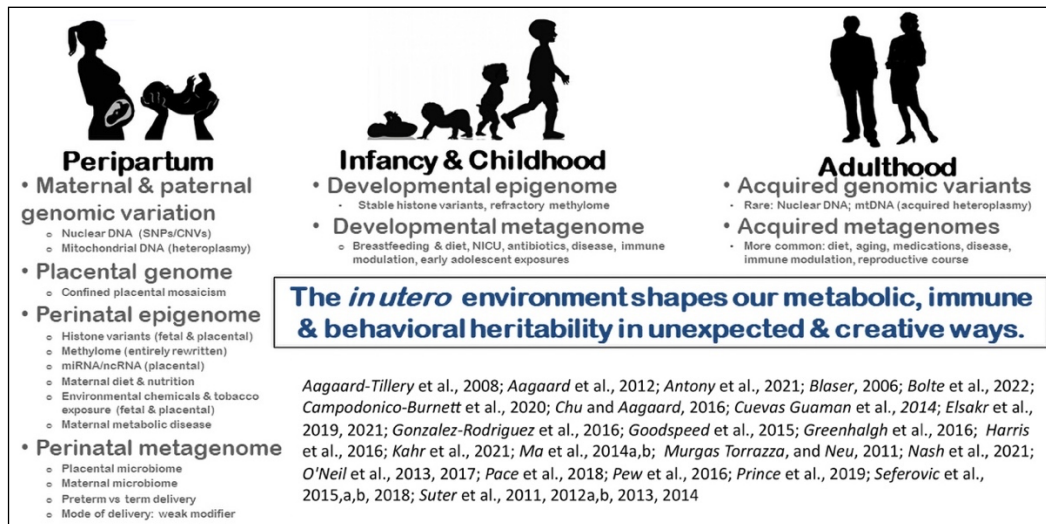 Peripartum
• Maternal & paternal
genomic variation
o Nuclear DNA (SNPs/CNVs)
o Mitochondrial DNA (heteroplasmy)
• Placental genome
o Confined placental mosaicism
• Perinatal epigenome
o Histone variants (fetal & placental)
o Methylome (entirely rewritten)
o miRNA/ncRNA (placental)
o Maternal diet & nutrition
o Environmental chemicals & tobacco
exposure (fetal & placental)
o Maternal metabolic disease
• Perinatal metagenome
o Placental microbiome
o Maternal microbiome
o Preterm vs term delivery
o Mode of delivery: weak modifier
Infancy & Childhood
• Developmental epigenome
• Stable histone variants, refractory methylome
• Developmental metagenome
o Breastfeeding & diet, NICU, antibiotics, disease, immune
modulation, early adolescent exposures
Adulthood
• Acquired genomic variants
• Rare: Nuclear DNA; mtDNA (acquired heteroplasmy)
• Acquired metagenomes
• More common: diet, aging, medications, disease,
immune modulation, reproductive course
The in utero environment shapes our metabolic, immune
& behavioral heritability in unexpected & creative ways.
Aagaard-Tillery et al., 2008; Aagaard et al., 2012; Antony et al., 2021; Blaser, 2006; Bolte et al., 2022;
Campodonico-Burnett et al., 2020; Chu and Aagaard, 2016; Cuevas Guaman et al., 2014; Elsakr et al.,
2019, 2021; Gonzalez-Rodriguez et al., 2016; Goodspeed et al., 2015; Greenhalgh et al., 2016; Harris
et al., 2016; Kahr et al., 2021; Ma et al., 2014a,b; Murgas Torrazza, and Neu, 2011; Nash et al., 2021;
O'Neil et al., 2013, 2017; Pace et al., 2018; Pew et al., 2016; Prince et al., 2019; Seferovic et al.,
2015,a,b, 2018; Suter et al., 2011, 2012a,b, 2013, 2014